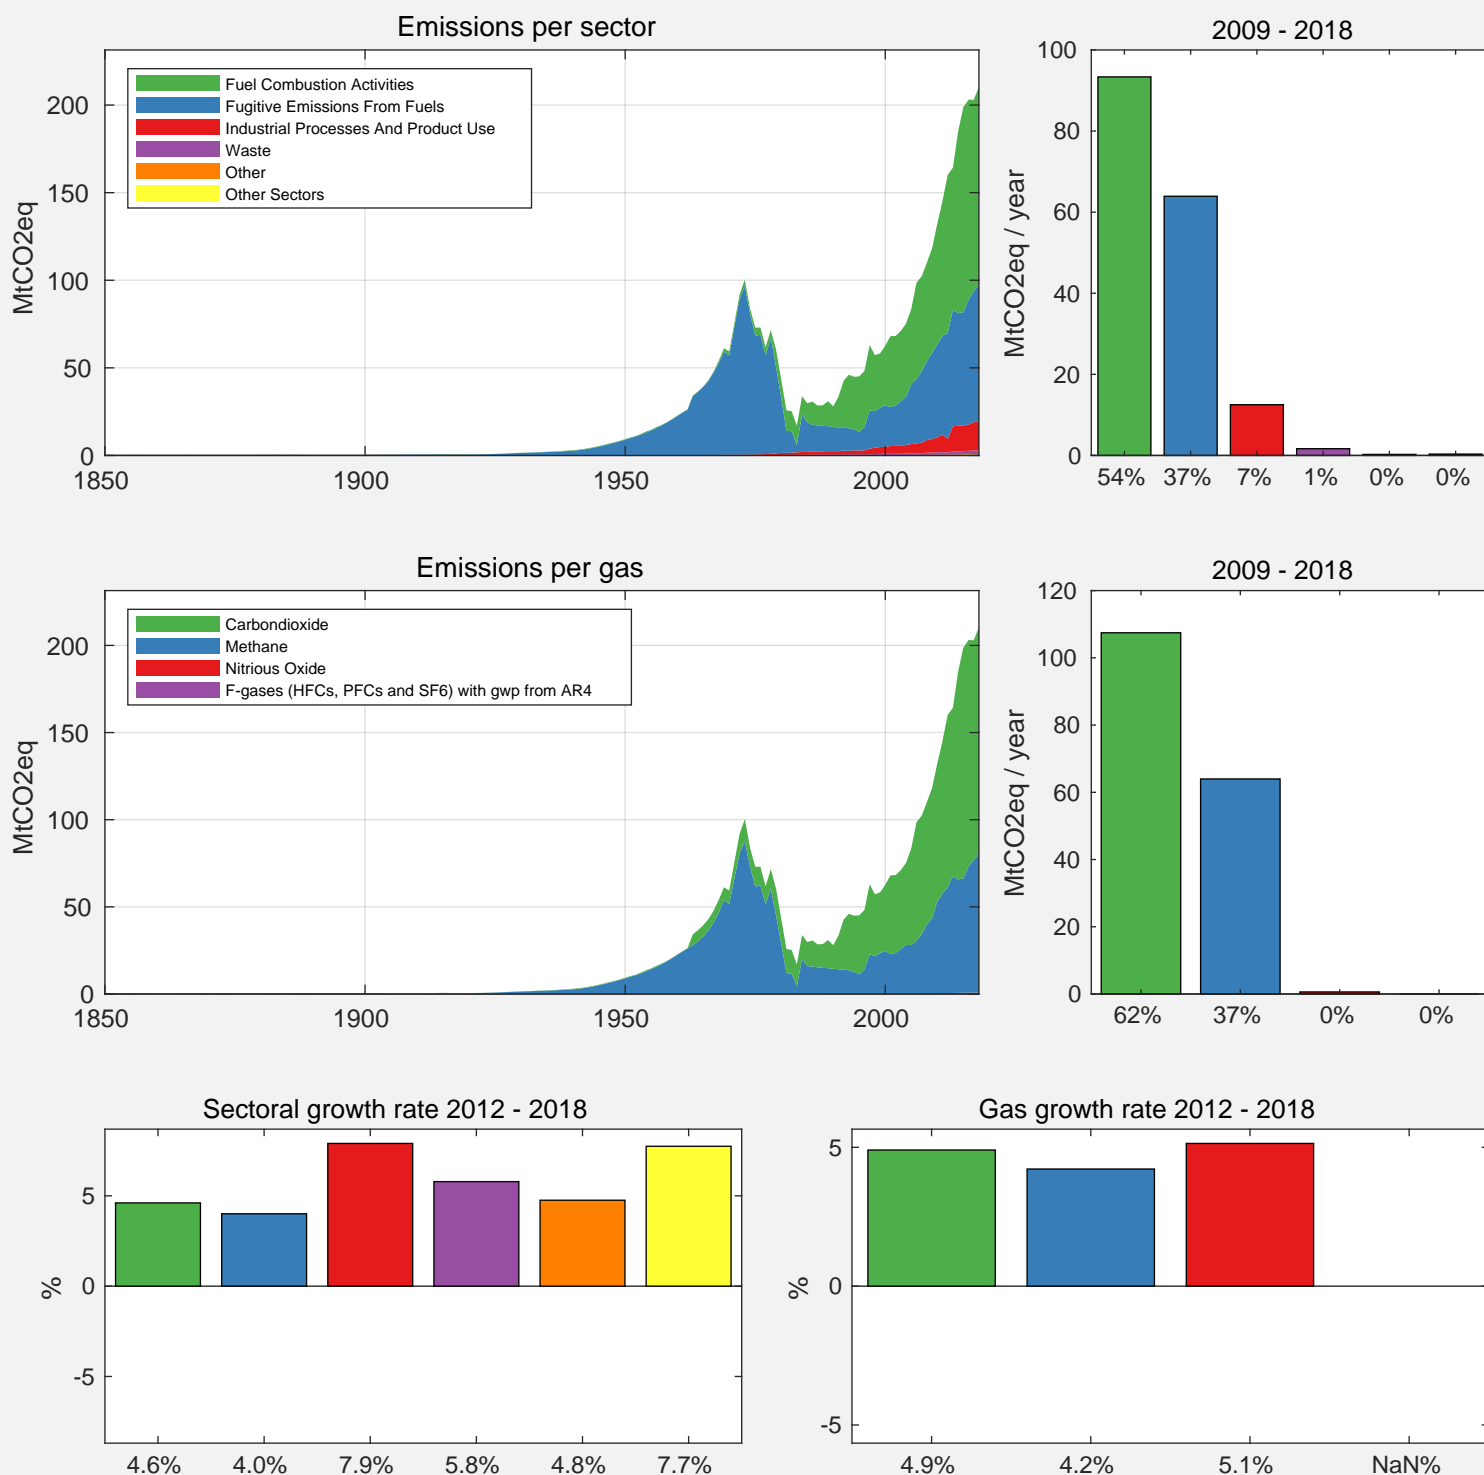 Emissions per sector
MtCO2eq
200
150
100
50
0
1850
1900
1950
2000
Fuel Combustion Activities
Fugitive Emissions From Fuels
Industrial Processes And Product Use
Waste
Other
Other Sectors
2009 - 2018
MtCO2eq / year
100
80
60
40
20
0
54%
37%
7%
1%
0%
0%
Emissions per gas
MtCO2eq
200
150
100
50
0
1850
1900
1950
2000
Carbondioxide
Methane
Nitrious Oxide
F-gases (HFCs, PFCs and SF6) with gwp from AR4
2009 - 2018
MtCO2eq / year
120
100
80
60
40
20
0
62%
37%
0%
0%
Sectoral growth rate 2012 - 2018
%
5
0
-5
4.6%
4.0%
7.9%
5.8%
4.8%
7.7%
Gas growth rate 2012 - 2018
%
5
0
-5
4.9%
4.2%
5.1%
NaN%